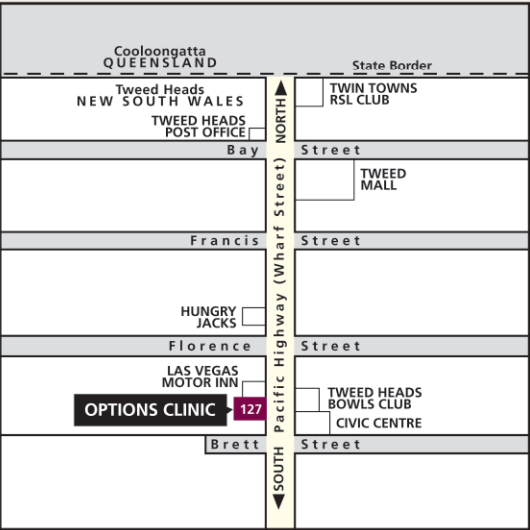 Cooloongatta
QUEENSLAND
State Border
Tweed Heads
NEW SOUTH WALES
TWIN TOWNS
RSL CLUB
TWEED HEADS
POST OFFICE
NORTH
Bay Street
TWEED
MALL
Pacific Highway (Wharf Street)
Francis Street
HUNGRY
JACKS
Florence Street
LAS VEGAS
MOTOR INN
OPTIONS CLINIC 127
TWEED HEADS
BOWLS CLUB
CIVIC CENTRE
Brett Street
SOUTH